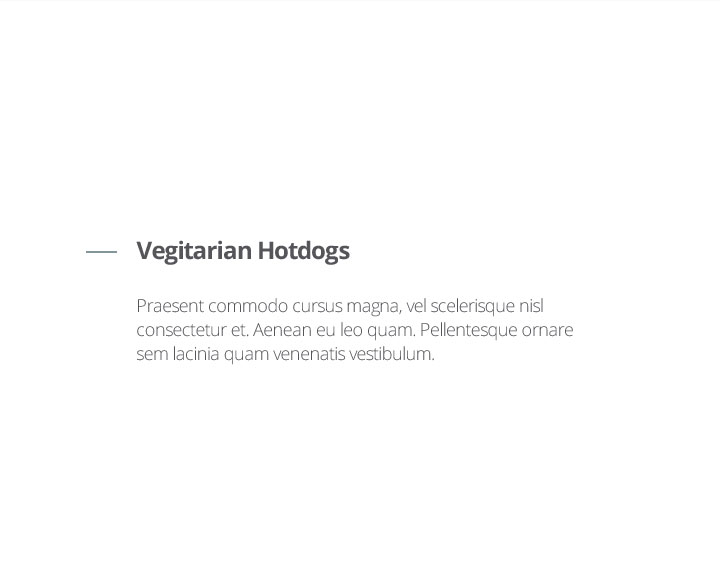 Vegitarian Hotdogs
Praesent commodo cursus magna, vel scelerisque nisl
consectetur et. Aenean eu leo quam. Pellentesque ornare
sem lacinia quam venenatis vestibulum.